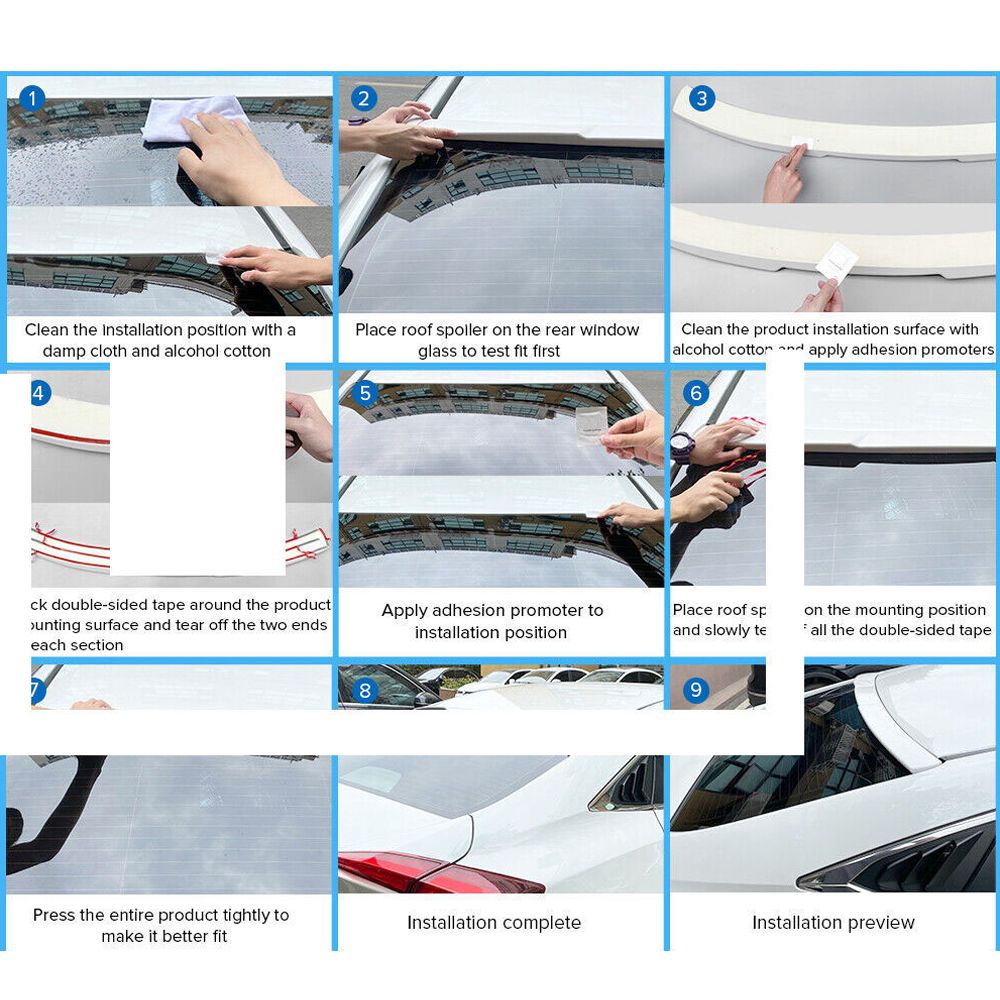 1
Clean the installation position with a
damp cloth and alcohol cotton
2
Place roof spoiler on the rear window
glass to test fit first
3
Clean the product installation surface with
alcohol cotton and apply adhesion promoters
4
double-sided tape around the product
surface and tear off the two ends
each section
5
Apply adhesion promoter to
installation position
6
Place roof on the mounting position
and slowly all the double-sided tape
7
Press the entire product tightly to
make it better fit
8
Installation complete
9
Installation preview